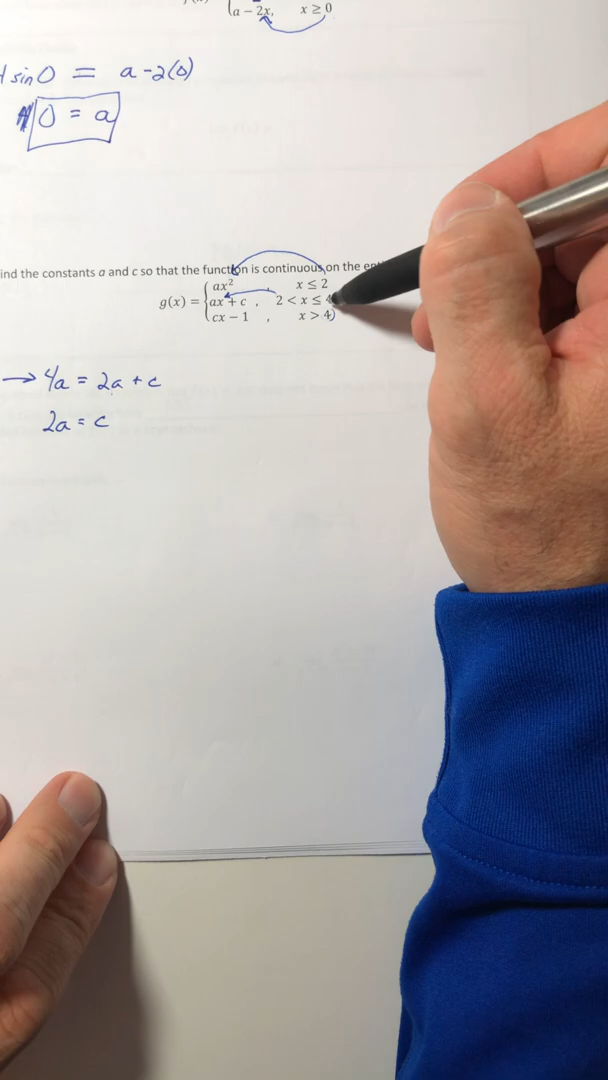 a − 2x, x ≥ 0
sin 0 = a - 2(0)
0 = a
ind the constants a and c so that the function is continuous on the
ax², x ≤ 2
g(x) = { ax + c , 2 < x ≤ 4
cx − 1 , x > 4
→ 4a = 2a + c
2a = c